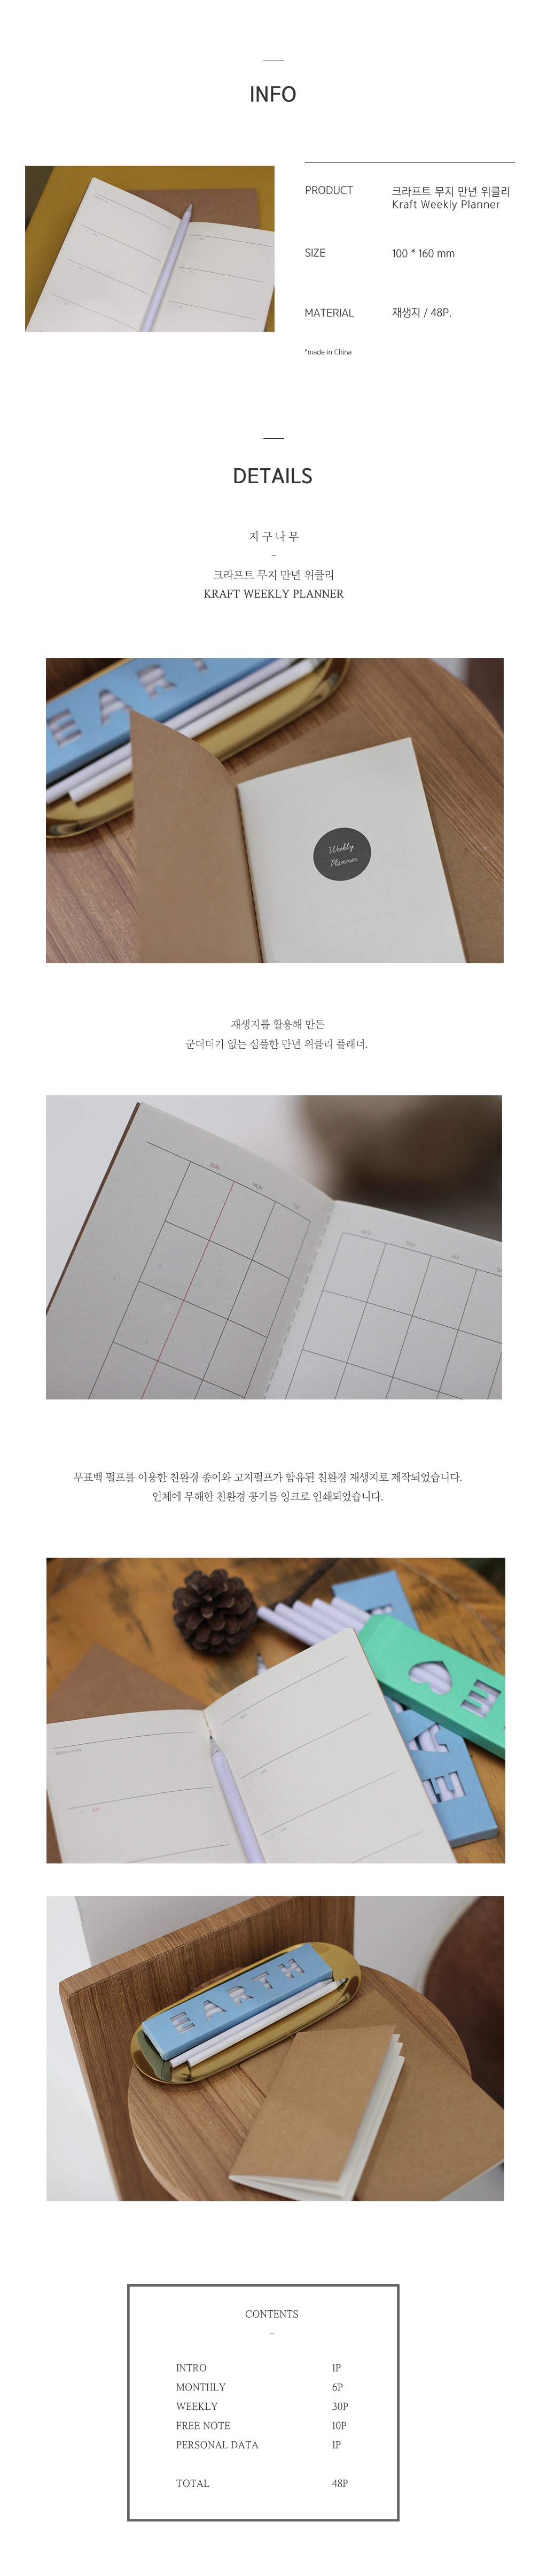 INFO
PRODUCT 크라프트 무지 만년 위클리
Kraft Weekly Planner
SIZE 100 * 160 mm
MATERIAL 재생지 / 48P.
*made in China
DETAILS
지구나무
–
크라프트 무지 만년 위클리
KRAFT WEEKLY PLANNER
EARTH
Weekly
Planner
재생지를 활용해 만든
군더더기 없는 심플한 만년 위클리 플래너.
SUN
MON
TUE
WED
THU
FRI
무표백 펄프를 이용한 친환경 종이와 고지펄프가 함유된 친환경 재생지로 제작되었습니다.
인체에 무해한 친환경 콩기름 잉크로 인쇄되었습니다.
WEEKLY PLAN
SUN
EARTH
CONTENTS
–
INTRO 1P
MONTHLY 6P
WEEKLY 30P
FREE NOTE 10P
PERSONAL DATA 1P
TOTAL 48P